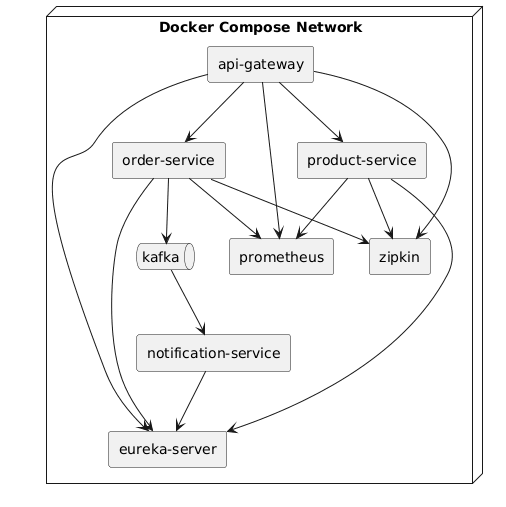 Docker Compose Network
api-gateway
order-service
product-service
kafka
prometheus
zipkin
notification-service
eureka-server